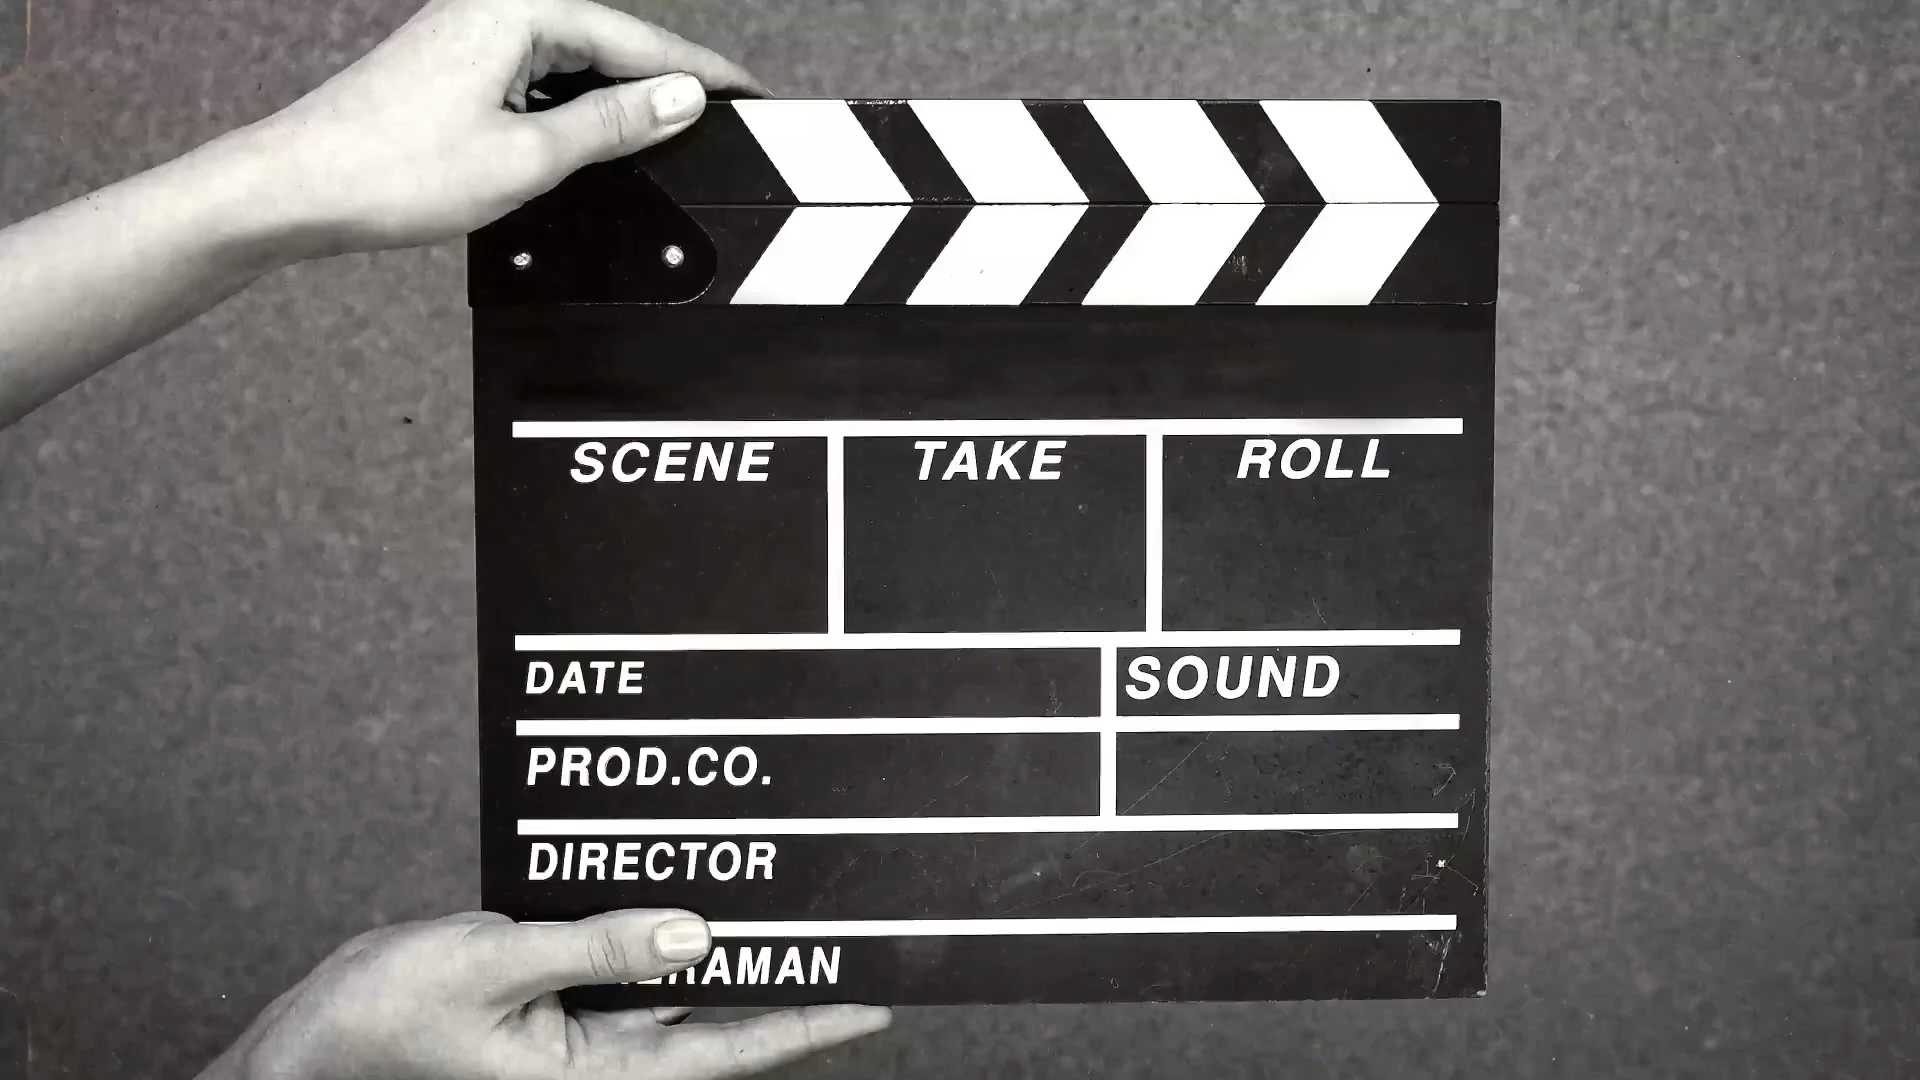 SCENE TAKE ROLL
DATE SOUND
PROD.CO.
DIRECTOR